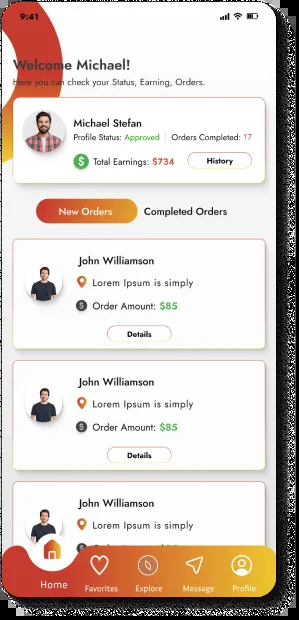 9:41
Welcome Michael!
Here you can check your Status, Earning, Orders.
Michael Stefan
Profile Status: Approved | Orders Completed: 17
$ Total Earnings: $734 History
New Orders Completed Orders
John Williamson
Lorem Ipsum is simply
$ Order Amount: $85
Details
John Williamson
Lorem Ipsum is simply
$ Order Amount: $85
Details
John Williamson
Lorem Ipsum is simply
Home Favorites Explore Message Profile